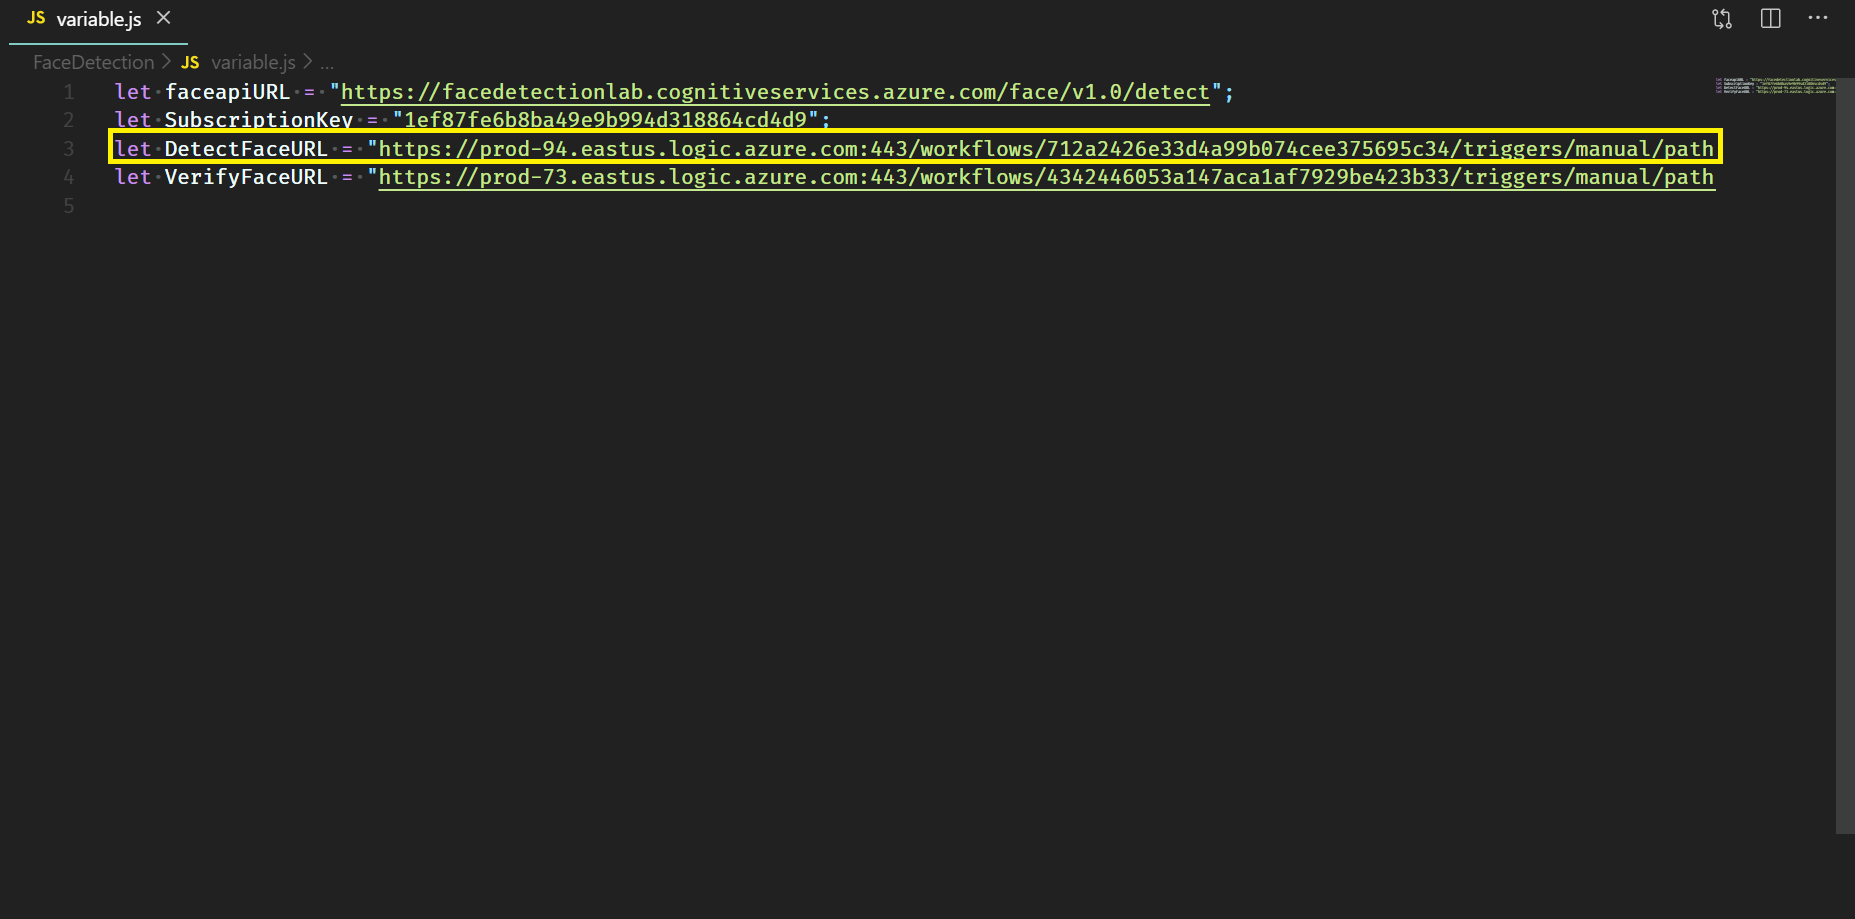 JS variable.js
FaceDetection > JS variable.js > ...
1 let faceapiURL = "https://facedetectionlab.cognitiveservices.azure.com/face/v1.0/detect";
2 let SubscriptionKey = "1ef87fe6b8ba49e9b994d318864cd4d9";
3 let DetectFaceURL = "https://prod-94.eastus.logic.azure.com:443/workflows/712a2426e33d4a99b074cee375695c34/triggers/manual/path
4 let VerifyFaceURL = "https://prod-73.eastus.logic.azure.com:443/workflows/4342446053a147aca1af7929be423b33/triggers/manual/path
5